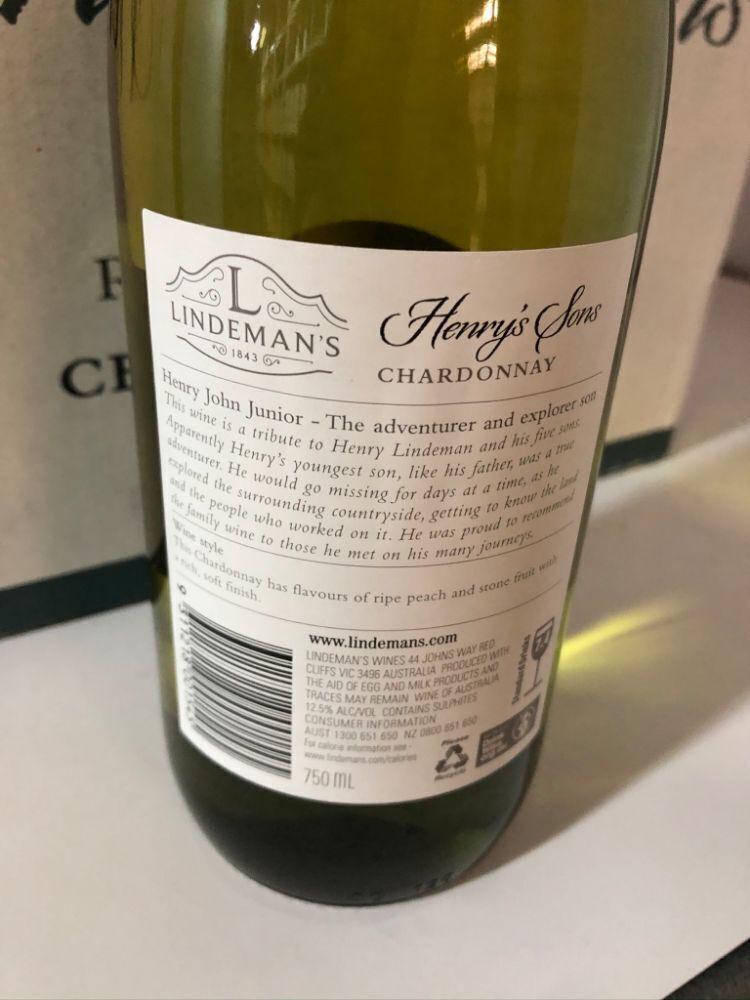 L
LINDEMAN'S
1843
Henry's Sons
CHARDONNAY
Henry John Junior – The adventurer and explorer son
This wine is a tribute to Henry Lindeman and his five sons.
Apparently Henry's youngest son, like his father, was a true
adventurer. He would go missing for days at a time, as he
explored the surrounding countryside, getting to know the land
and the people who worked on it. He was proud to recommend
the family wine to those he met on his many journeys.
Wine style
This Chardonnay has flavours of ripe peach and stone fruit with
a rich, soft finish.
www.lindemans.com
LINDEMAN'S WINES 44 JOHNS WAY RED
CLIFFS VIC 3496 AUSTRALIA PRODUCED WITH
THE AID OF EGG AND MILK PRODUCTS AND
TRACES MAY REMAIN WINE OF AUSTRALIA
12.5% ALC/VOL CONTAINS SULPHITES
CONSUMER INFORMATION
AUST 1300 651 650 NZ 0800 651 650
For calorie information see -
www.lindemans.com/calories
750 ML
Please
Recycle
Standard drinks